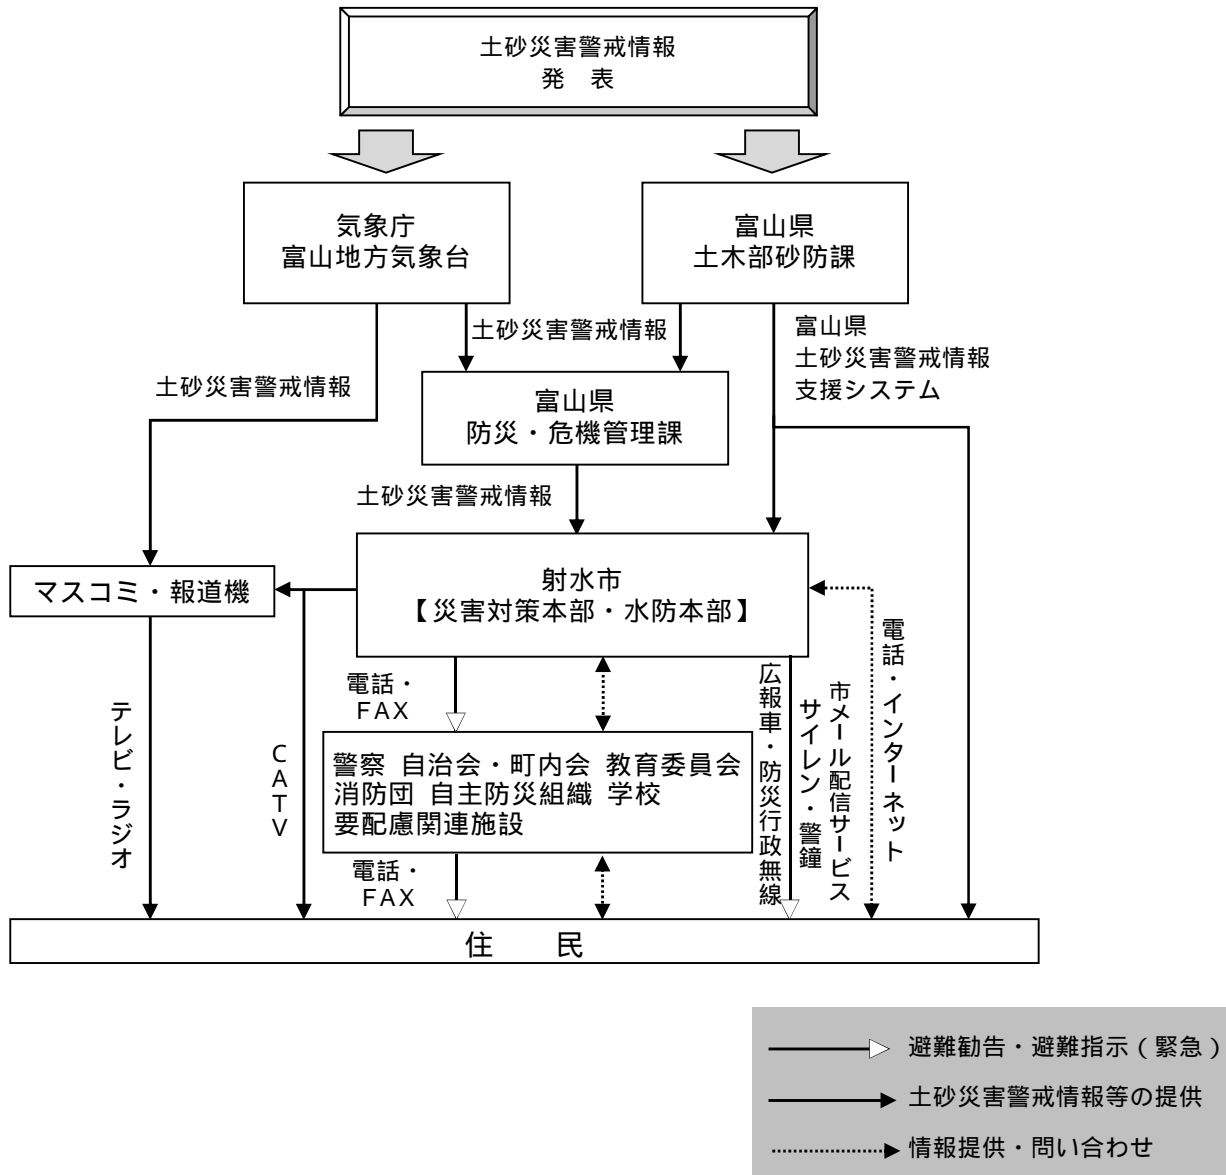 土砂災害警戒情報
発　表
気象庁
富山地方気象台
富山県
土木部砂防課
土砂災害警戒情報
富山県
土砂災害警戒情報
支援システム
土砂災害警戒情報
富山県
防災・危機管理課
土砂災害警戒情報
マスコミ・報道機
射水市
【災害対策本部・水防本部】
電話・
FAX
テレビ・ラジオ
CATV
広報車・防災行政無線
サイレン・警鐘
市メール配信サービス
電話・インターネット
警察 自治会・町内会 教育委員会
消防団 自主防災組織 学校
要配慮関連施設
電話・
FAX
住　　民
避難勧告・避難指示（緊急）
土砂災害警戒情報等の提供
情報提供・問い合わせ